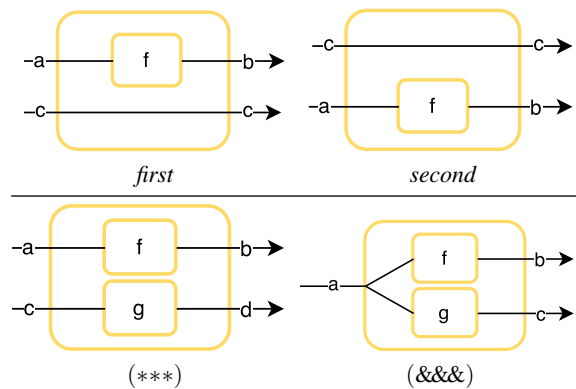 a f b
c c
first
c c
a f b
second
a f b
c g d
(∗∗∗)
a f b
g c
(&&&)